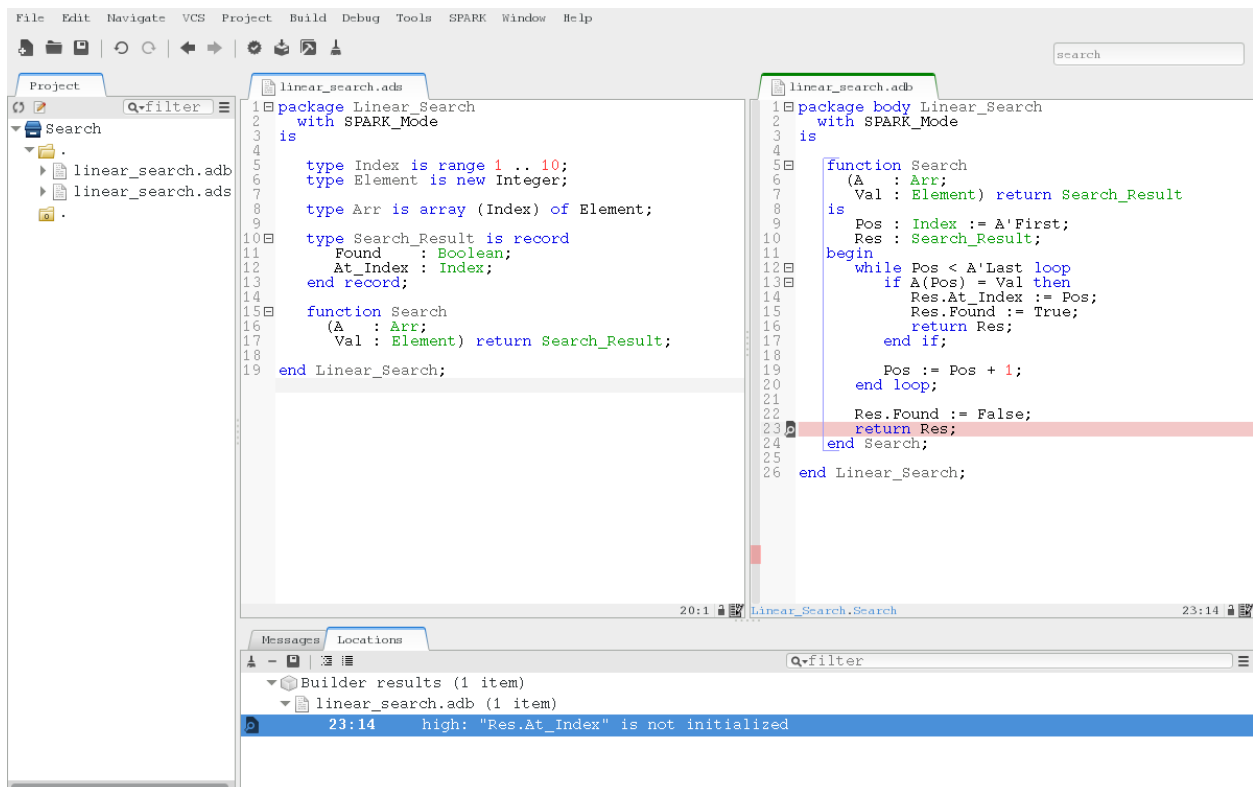 File Edit Navigate VCS Project Build Debug Tools SPARK Window Help
search
Project
filter
Search
.
linear_search.adb
linear_search.ads
.
linear_search.ads
1 package Linear_Search
2 with SPARK_Mode
3 is
4
5 type Index is range 1 .. 10;
6 type Element is new Integer;
7
8 type Arr is array (Index) of Element;
9
10 type Search_Result is record
11 Found : Boolean;
12 At_Index : Index;
13 end record;
14
15 function Search
16 (A : Arr;
17 Val : Element) return Search_Result;
18
19 end Linear_Search;
20:1
linear_search.adb
1 package body Linear_Search
2 with SPARK_Mode
3 is
4
5 function Search
6 (A : Arr;
7 Val : Element) return Search_Result
8 is
9 Pos : Index := A'First;
10 Res : Search_Result;
11 begin
12 while Pos < A'Last loop
13 if A(Pos) = Val then
14 Res.At_Index := Pos;
15 Res.Found := True;
16 return Res;
17 end if;
18
19 Pos := Pos + 1;
20 end loop;
21
22 Res.Found := False;
23 return Res;
24 end Search;
25
26 end Linear_Search;
Linear_Search.Search 23:14
Messages Locations
filter
Builder results (1 item)
linear_search.adb (1 item)
23:14 high: "Res.At_Index" is not initialized